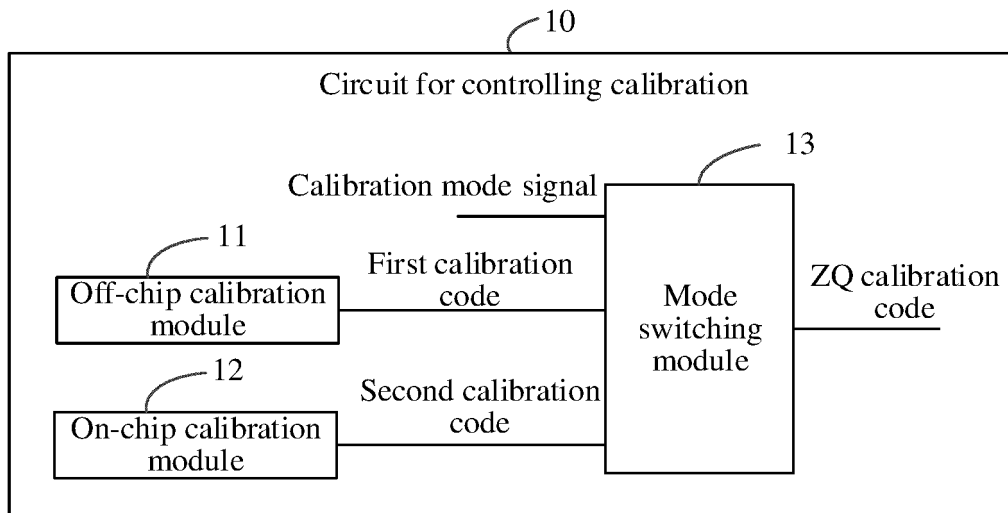 10
Circuit for controlling calibration
13
Calibration mode signal
11
First calibration
code
Off-chip calibration
module
Mode
switching
module
ZQ calibration
code
12
Second calibration
code
On-chip calibration
module